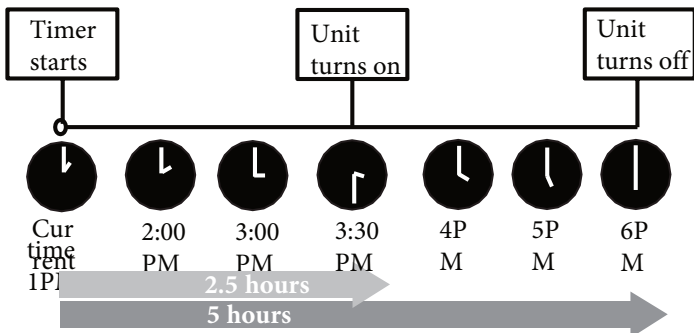 Timer
starts
Unit
turns on
Unit
turns off
Cur
rent
time
1PM
2:00
PM
3:00
PM
3:30
PM
4P
M
5P
M
6P
M
2.5 hours
5 hours